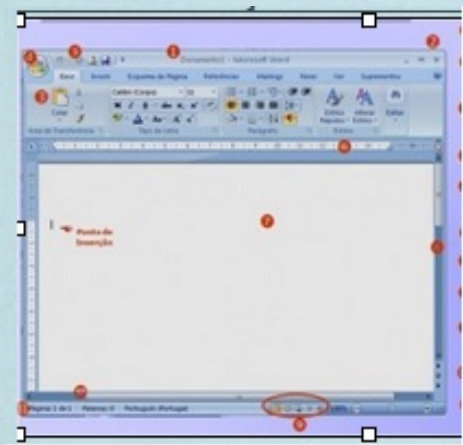 Documento1 - Microsoft Word
Base Inserir Esquema de Página Referências Mailings Rever Ver Suplementos
Calibri (Corpo) 11
Colar
Estilos Rápidos
Alterar Estilos
Editar
Área de Transferência Tipo de Letra Parágrafo Estilos
Ponto de
Inserção
Página: 1 de 1 Palavras: 0 Português (Portugal)